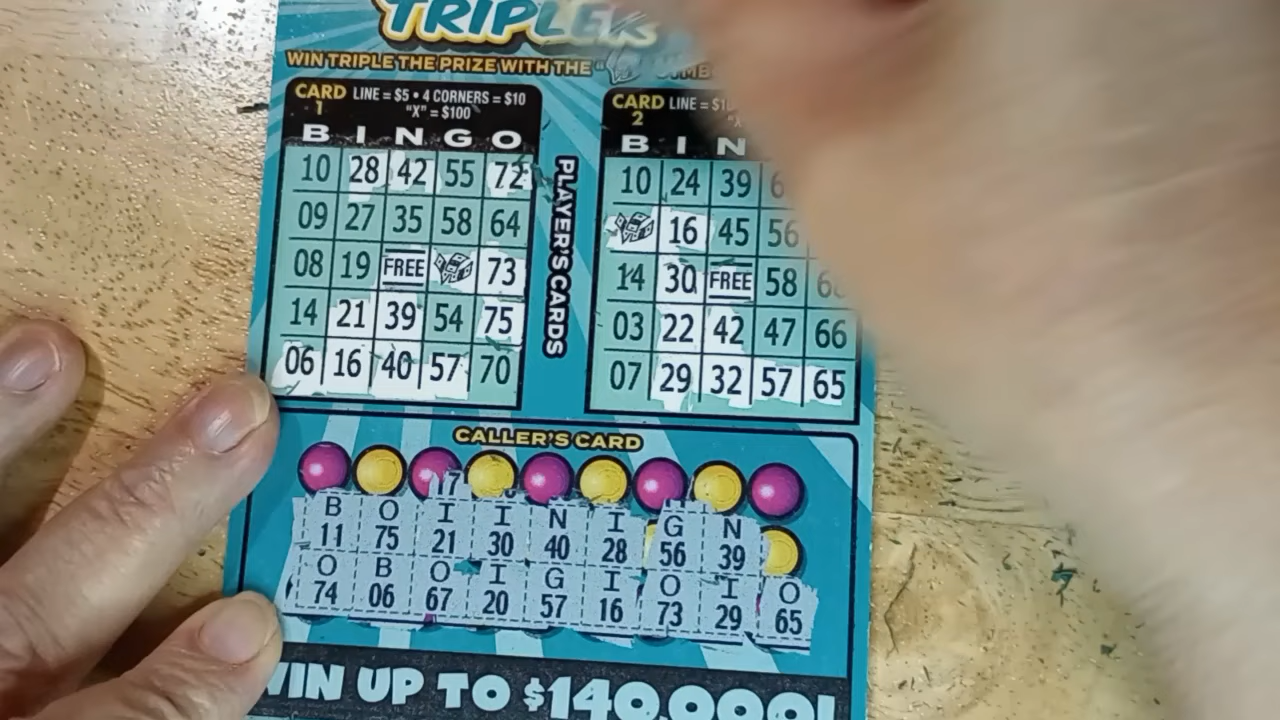 TRIPLER
WIN TRIPLE THE PRIZE WITH THE "
CARD 1 LINE = $5 • 4 CORNERS = $10
"X" = $100
B I N G O
10 28 42 55 72
09 27 35 58 64
08 19 FREE 73
14 21 39 54 75
06 16 40 57 70
PLAYER'S CARDS
CARD 2 LINE = $10
"X
B I N
10 24 39 6
16 45 56
14 30 FREE 58
03 22 42 47 66
07 29 32 57 65
CALLER'S CARD
17
B O I I N I G N
11 75 21 30 40 28 56 39
O B O I G I O I O
74 06 67 20 57 16 73 29 65
WIN UP TO $140,000!